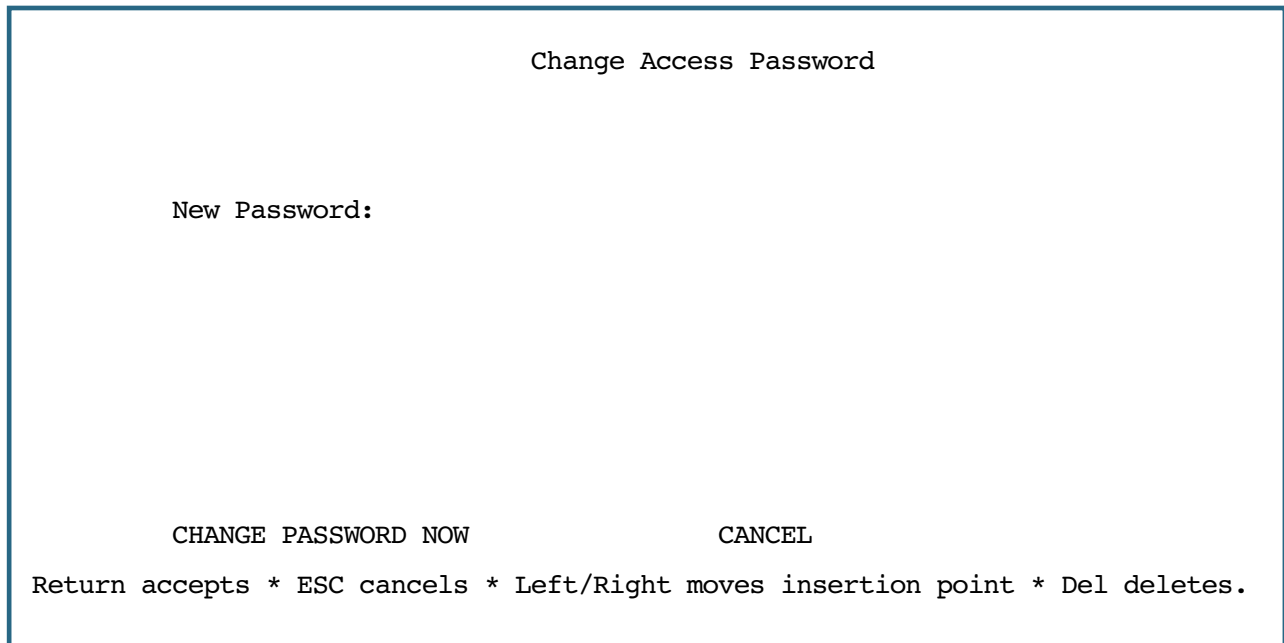 Change Access Password
New Password:
CHANGE PASSWORD NOW CANCEL
Return accepts * ESC cancels * Left/Right moves insertion point * Del deletes.